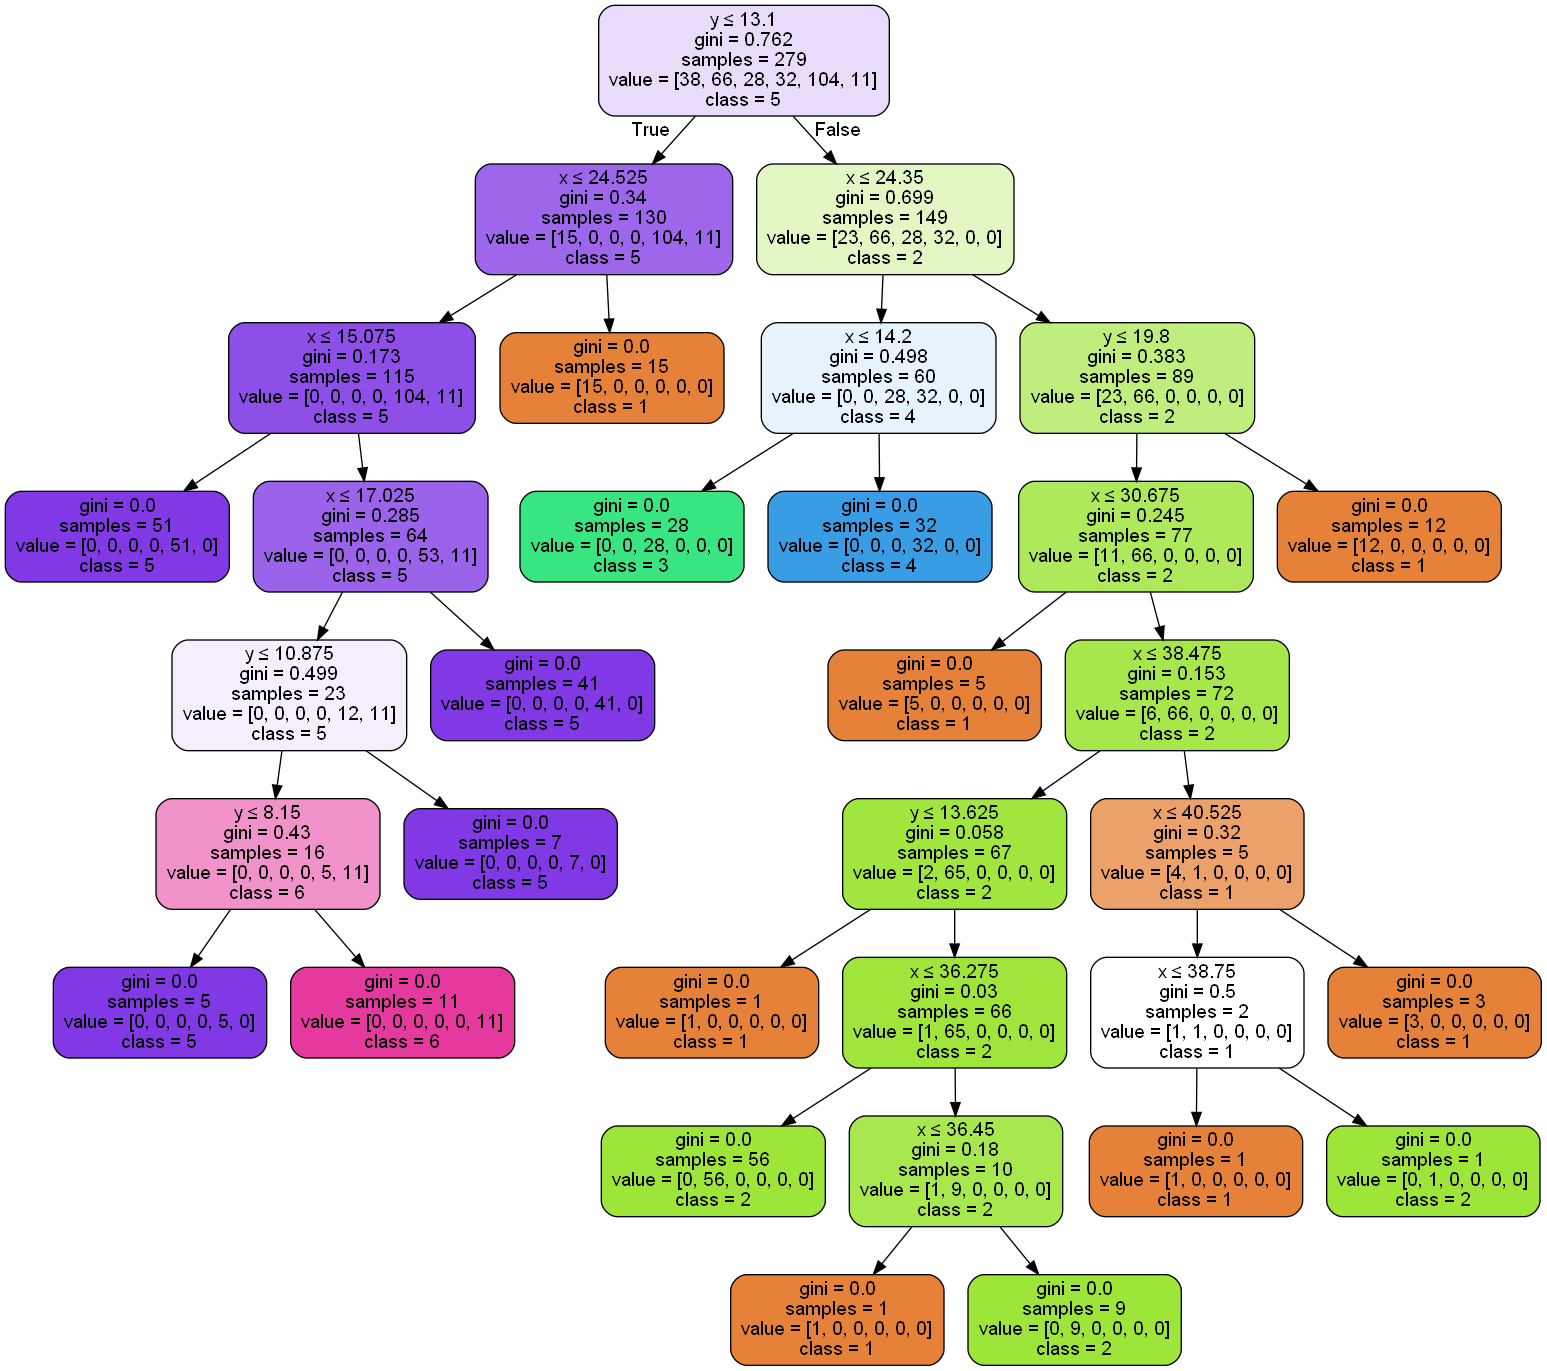 y ≤ 13.1
gini = 0.762
samples = 279
value = [38, 66, 28, 32, 104, 11]
class = 5
True
False
x ≤ 24.525
gini = 0.34
samples = 130
value = [15, 0, 0, 0, 104, 11]
class = 5
x ≤ 24.35
gini = 0.699
samples = 149
value = [23, 66, 28, 32, 0, 0]
class = 2
x ≤ 15.075
gini = 0.173
samples = 115
value = [0, 0, 0, 0, 104, 11]
class = 5
gini = 0.0
samples = 15
value = [15, 0, 0, 0, 0, 0]
class = 1
x ≤ 14.2
gini = 0.498
samples = 60
value = [0, 0, 28, 32, 0, 0]
class = 4
y ≤ 19.8
gini = 0.383
samples = 89
value = [23, 66, 0, 0, 0, 0]
class = 2
gini = 0.0
samples = 51
value = [0, 0, 0, 0, 51, 0]
class = 5
x ≤ 17.025
gini = 0.285
samples = 64
value = [0, 0, 0, 0, 53, 11]
class = 5
gini = 0.0
samples = 28
value = [0, 0, 28, 0, 0, 0]
class = 3
gini = 0.0
samples = 32
value = [0, 0, 0, 32, 0, 0]
class = 4
x ≤ 30.675
gini = 0.245
samples = 77
value = [11, 66, 0, 0, 0, 0]
class = 2
gini = 0.0
samples = 12
value = [12, 0, 0, 0, 0, 0]
class = 1
y ≤ 10.875
gini = 0.499
samples = 23
value = [0, 0, 0, 0, 12, 11]
class = 5
gini = 0.0
samples = 41
value = [0, 0, 0, 0, 41, 0]
class = 5
gini = 0.0
samples = 5
value = [5, 0, 0, 0, 0, 0]
class = 1
x ≤ 38.475
gini = 0.153
samples = 72
value = [6, 66, 0, 0, 0, 0]
class = 2
y ≤ 8.15
gini = 0.43
samples = 16
value = [0, 0, 0, 0, 5, 11]
class = 6
gini = 0.0
samples = 7
value = [0, 0, 0, 0, 7, 0]
class = 5
y ≤ 13.625
gini = 0.058
samples = 67
value = [2, 65, 0, 0, 0, 0]
class = 2
x ≤ 40.525
gini = 0.32
samples = 5
value = [4, 1, 0, 0, 0, 0]
class = 1
gini = 0.0
samples = 5
value = [0, 0, 0, 0, 5, 0]
class = 5
gini = 0.0
samples = 11
value = [0, 0, 0, 0, 0, 11]
class = 6
gini = 0.0
samples = 1
value = [1, 0, 0, 0, 0, 0]
class = 1
x ≤ 36.275
gini = 0.03
samples = 66
value = [1, 65, 0, 0, 0, 0]
class = 2
x ≤ 38.75
gini = 0.5
samples = 2
value = [1, 1, 0, 0, 0, 0]
class = 1
gini = 0.0
samples = 3
value = [3, 0, 0, 0, 0, 0]
class = 1
gini = 0.0
samples = 56
value = [0, 56, 0, 0, 0, 0]
class = 2
x ≤ 36.45
gini = 0.18
samples = 10
value = [1, 9, 0, 0, 0, 0]
class = 2
gini = 0.0
samples = 1
value = [1, 0, 0, 0, 0, 0]
class = 1
gini = 0.0
samples = 1
value = [0, 1, 0, 0, 0, 0]
class = 2
gini = 0.0
samples = 1
value = [1, 0, 0, 0, 0, 0]
class = 1
gini = 0.0
samples = 9
value = [0, 9, 0, 0, 0, 0]
class = 2